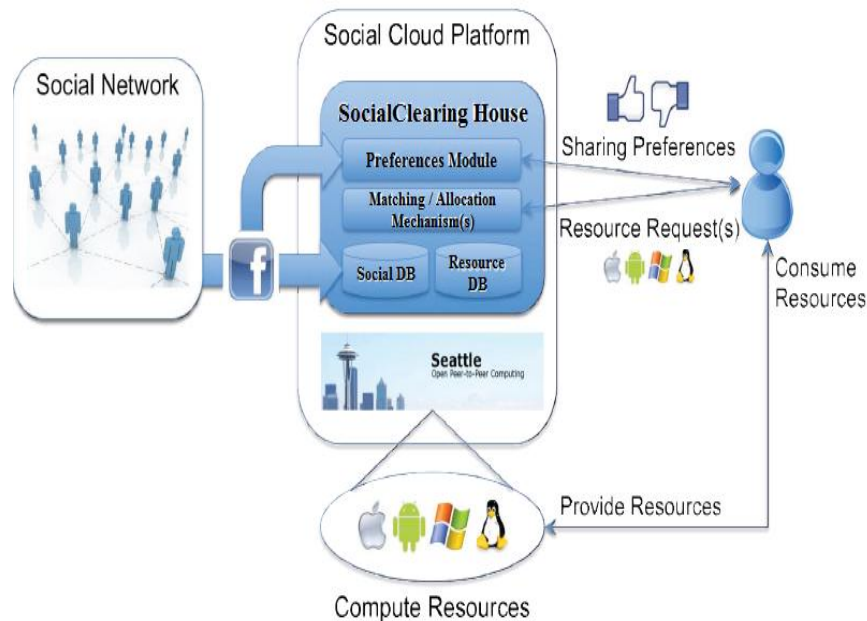 Social Network
Social Cloud Platform
SocialClearing House
Preferences Module
Matching / Allocation
Mechanism(s)
Social DB
Resource
DB
f
Seattle
Open Peer-to-Peer Computing
Sharing Preferences
Resource Request(s)
Consume
Resources
Provide Resources
Compute Resources